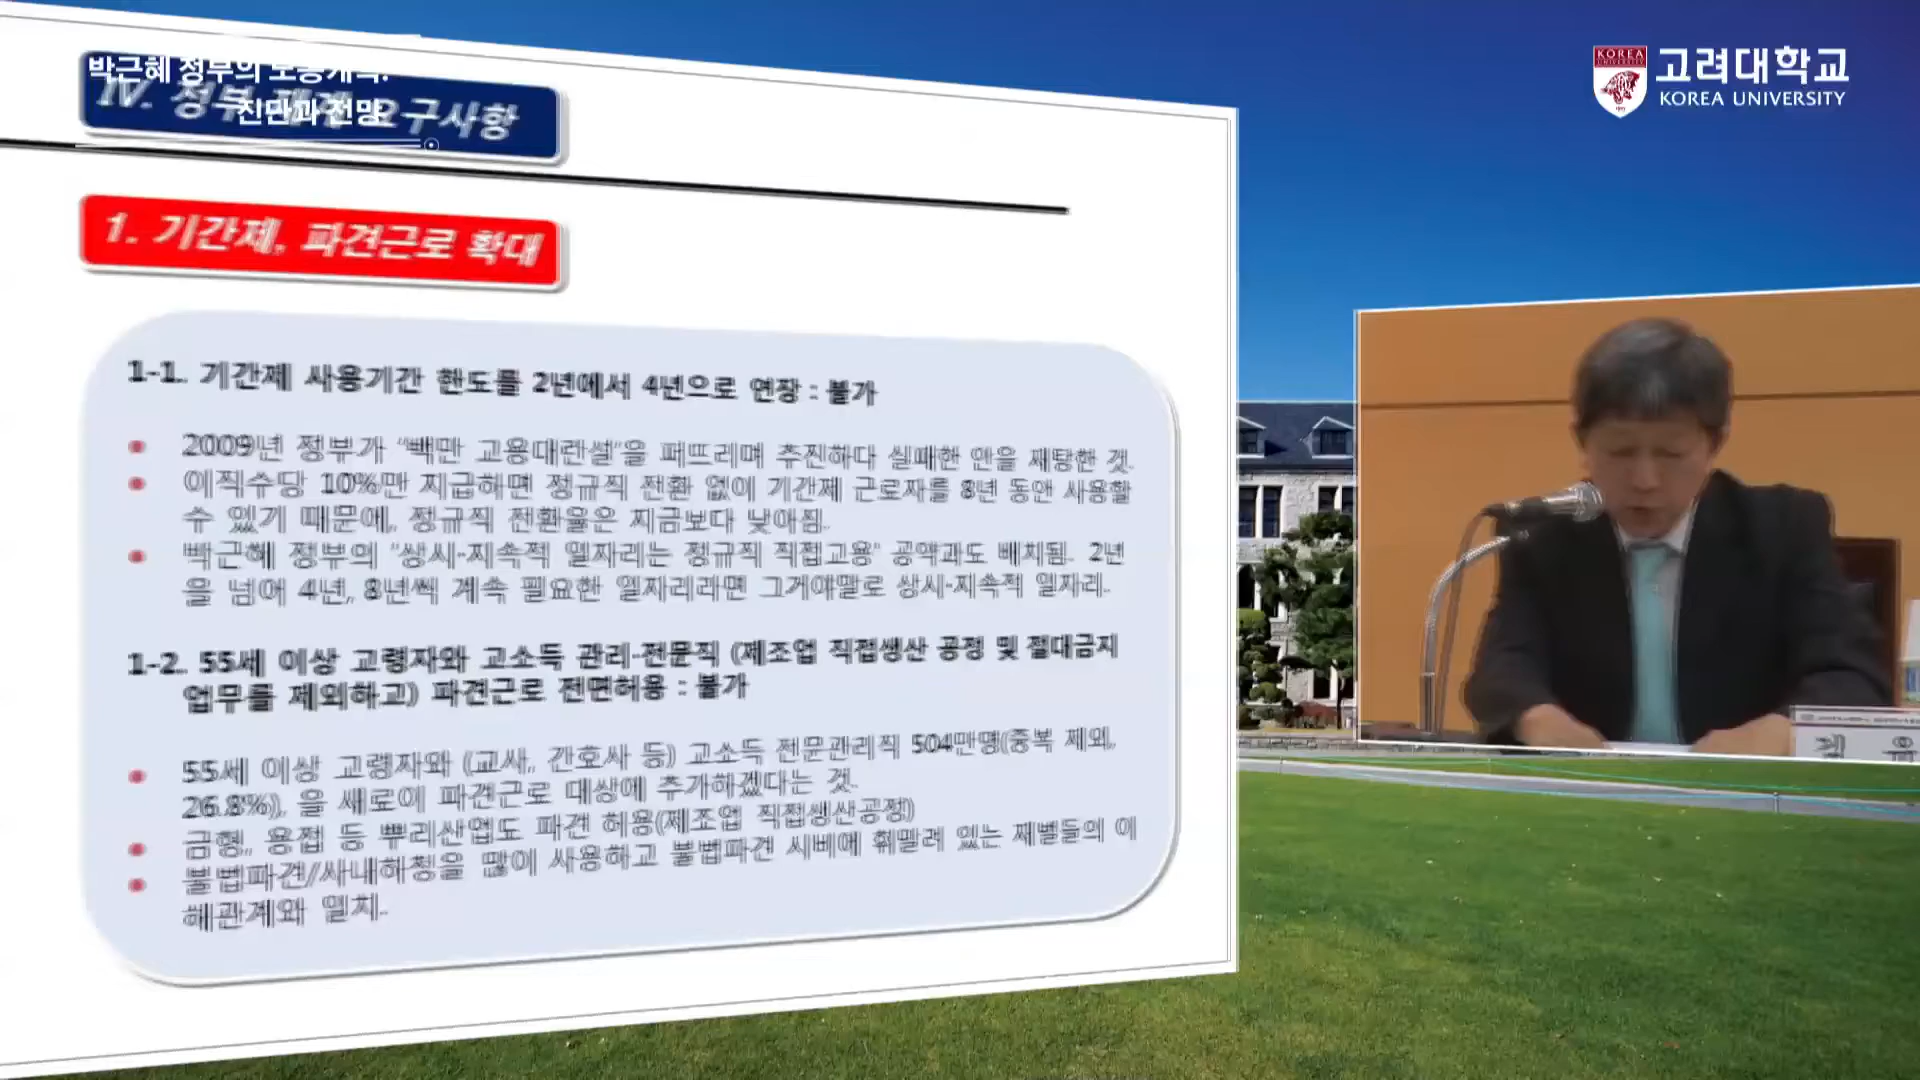 박근혜 정부의 노동개혁:
진단과 전망
IV. 정부 재계 요구사항
1. 기간제, 파견근로 확대
1-1. 기간제 사용기간 한도를 2년에서 4년으로 연장 : 불가
2009년 정부가 “백만 고용대란설”을 퍼뜨리며 추진하다 실패한 안을 재탕한 것.
이직수당 10%만 지급하면 정규직 전환 없이 기간제 근로자를 8년 동안 사용할
수 있기 때문에, 정규직 전환율은 지금보다 낮아짐.
박근혜 정부의 “상시·지속적 일자리는 정규직 직접고용” 공약과도 배치됨. 2년
을 넘어 4년, 8년씩 계속 필요한 일자리라면 그거야말로 상시·지속적 일자리.
1-2. 55세 이상 고령자와 고소득 관리·전문직 (제조업 직접생산 공정 및 절대금지
업무를 제외하고) 파견근로 전면허용 : 불가
55세 이상 고령자와 (교사, 간호사 등) 고소득 전문관리직 504만명(중복 제외,
26.8%), 을 새로이 파견근로 대상에 추가하겠다는 것.
금형, 용접 등 뿌리산업도 파견 허용(제조업 직접생산공정)
불법파견/사내하청을 많이 사용하고 불법파견 시비에 휘말려 있는 재벌들의 이
해관계와 일치.
KOREA
UNIVERSITY
고려대학교
KOREA UNIVERSITY